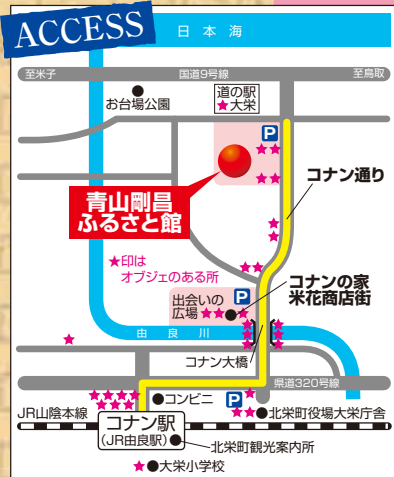 ACCESS
日本海
至米子
国道9号線
至鳥取
お台場公園
道の駅
★大栄
P
★★
青山剛昌
ふるさと館
★★
コナン通り
★
★
★印は
オブジェのある所
★★
出会いの
広場★★
P
★
コナンの家
米花商店街
由良川
★
★
★
★
★
★
★
コナン大橋
県道320号線
★★★★
★★★
コンビニ
P
★
★★
北栄町役場大栄庁舎
JR山陰本線
コナン駅
(JR由良駅)
北栄町観光案内所
★
大栄小学校